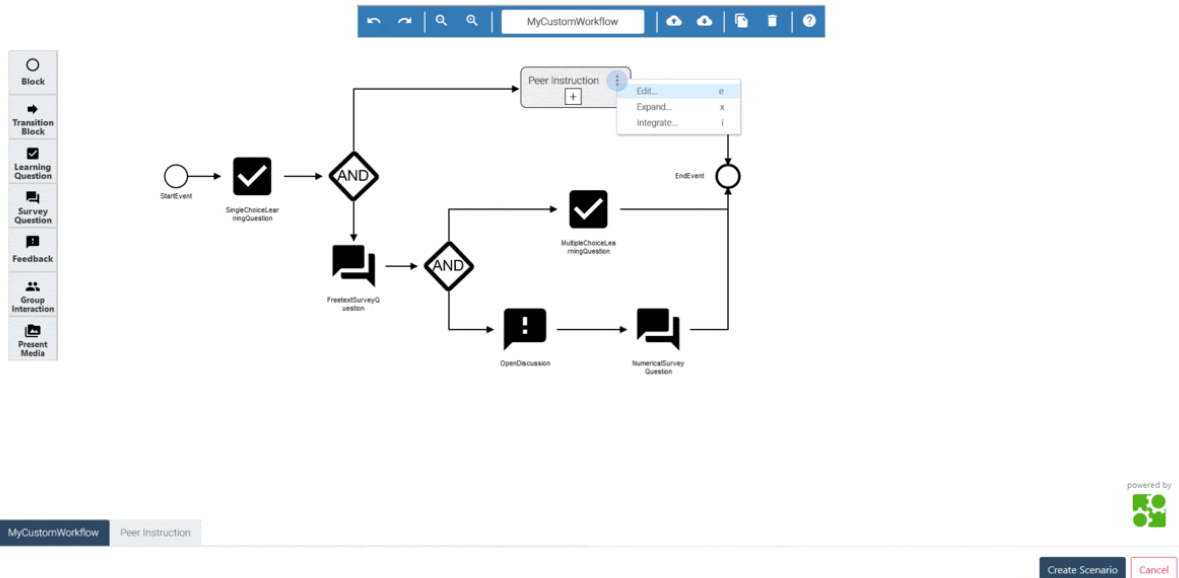 MyCustomWorkflow
Block
Transition
Block
Learning
Question
Survey
Question
Feedback
Group
Interaction
Present
Media
Peer Instruction
+
Edit... e
Expand... x
Integrate... i
StartEvent
SingleChoiceLear
ningQuestion
AND
EndEvent
MultipleChoiceLea
rningQuestion
FreetextSurveyQ
uestion
AND
OpenDiscussion
NumericalSurvey
Question
powered by
MyCustomWorkflow
Peer Instruction
Create Scenario
Cancel